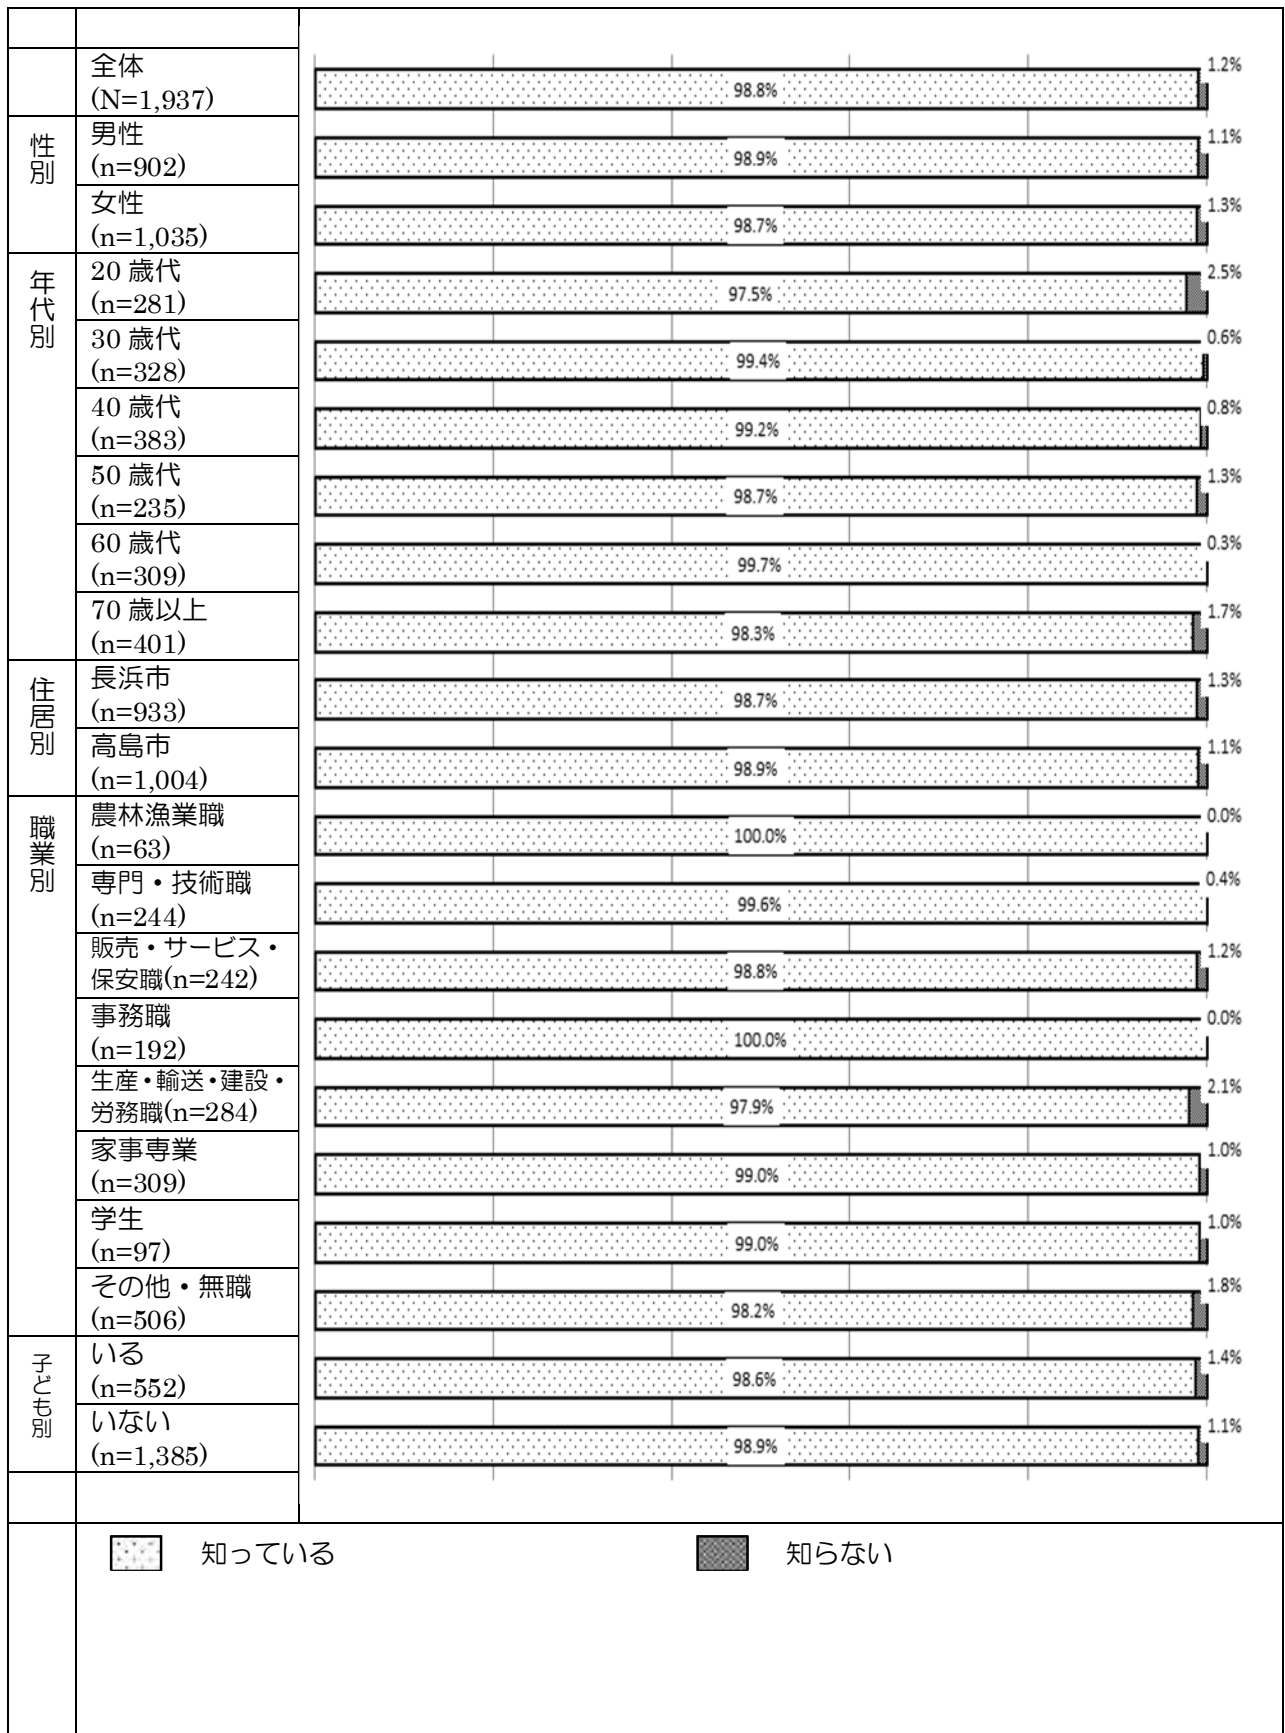 全体
(N=1,937)
98.8%
1.2%
性別
男性
(n=902)
98.9%
1.1%
女性
(n=1,035)
98.7%
1.3%
年代別
20 歳代
(n=281)
97.5%
2.5%
30 歳代
(n=328)
99.4%
0.6%
40 歳代
(n=383)
99.2%
0.8%
50 歳代
(n=235)
98.7%
1.3%
60 歳代
(n=309)
99.7%
0.3%
70 歳以上
(n=401)
98.3%
1.7%
住居別
長浜市
(n=933)
98.7%
1.3%
高島市
(n=1,004)
98.9%
1.1%
職業別
農林漁業職
(n=63)
100.0%
0.0%
専門・技術職
(n=244)
99.6%
0.4%
販売・サービス・
保安職(n=242)
98.8%
1.2%
事務職
(n=192)
100.0%
0.0%
生産・輸送・建設・
労務職(n=284)
97.9%
2.1%
家事専業
(n=309)
99.0%
1.0%
学生
(n=97)
99.0%
1.0%
その他・無職
(n=506)
98.2%
1.8%
子ども別
いる
(n=552)
98.6%
1.4%
いない
(n=1,385)
98.9%
1.1%
知っている
知らない